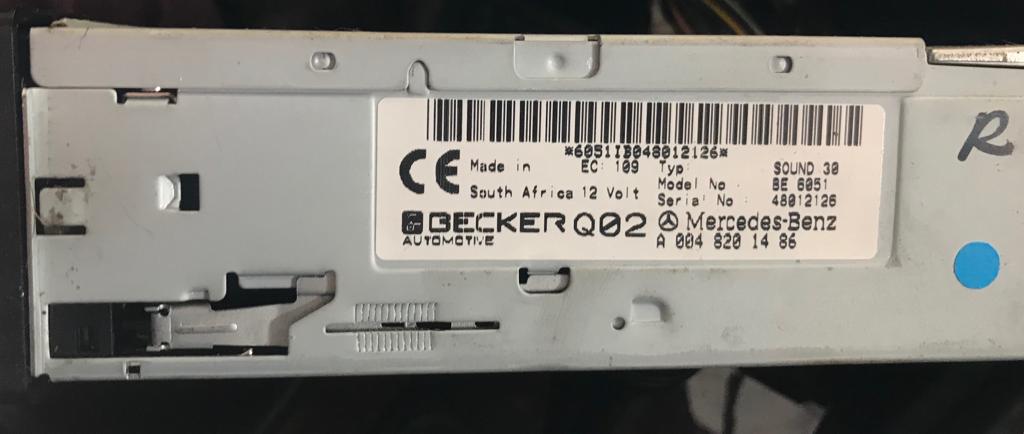 *6051IB048012126*
CE Made in EC: 109 Typ: SOUND 30
South Africa 12 Volt Model No : BE 6051
Serial No : 48012126
BECKER Q02 Mercedes-Benz
AUTOMOTIVE A 004 820 14 86
R